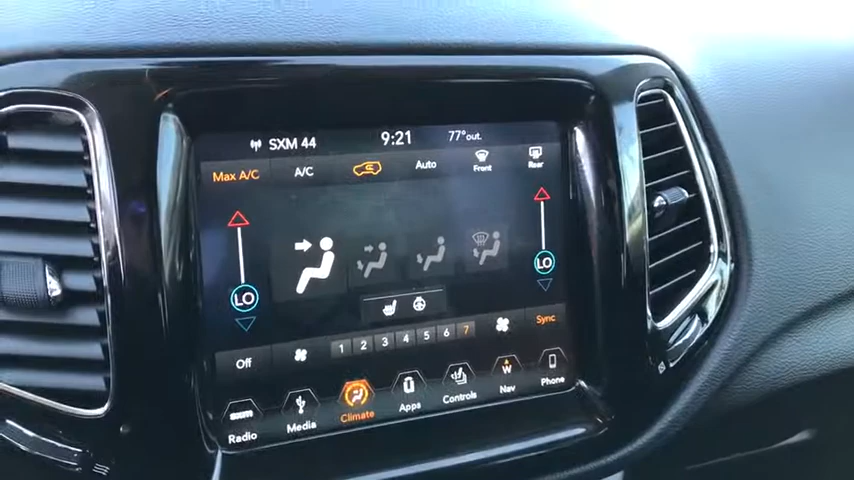 SXM 44 9:21 77°out.
Max A/C A/C Auto Front Rear
LO LO
Sync
1 2 3 4 5 6 7
Off
sxm
Radio Media Climate Apps Controls Nav Phone